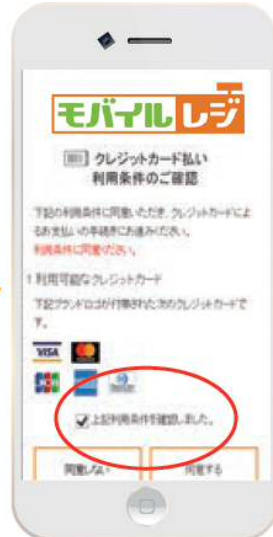 モバイルレジ
クレジットカード払い
利用条件のご確認
下記の利用条件に同意いただき、クレジットカードによ
るお支払いの手続きにお進みください。
利用条件に同意ください。
1 利用可能なクレジットカード
下記ブランドロゴが付帯された次のクレジットカードで
す。
VISA
JCB
上記利用条件を確認しました。
同意しない 同意する